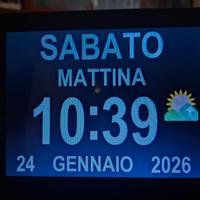 SABATO
MATTINA
10:39
24 GENNAIO 2026